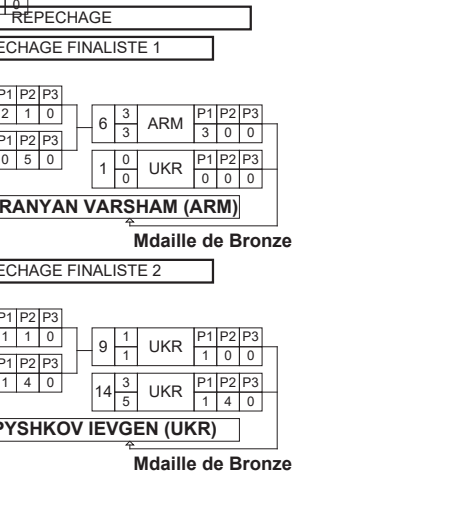 REPECHAGE
ECHAGE FINALISTE 1
P1 P2 P3
2 1 0
6 3 3 ARM P1 P2 P3 3 0 0
P1 P2 P3
0 5 0
1 0 0 UKR P1 P2 P3 0 0 0
RANYAN VARSHAM (ARM)
Mdaille de Bronze
ECHAGE FINALISTE 2
P1 P2 P3
1 1 0
9 1 1 UKR P1 P2 P3 1 0 0
P1 P2 P3
1 4 0
14 3 5 UKR P1 P2 P3 1 4 0
PYSHKOV IEVGEN (UKR)
Mdaille de Bronze